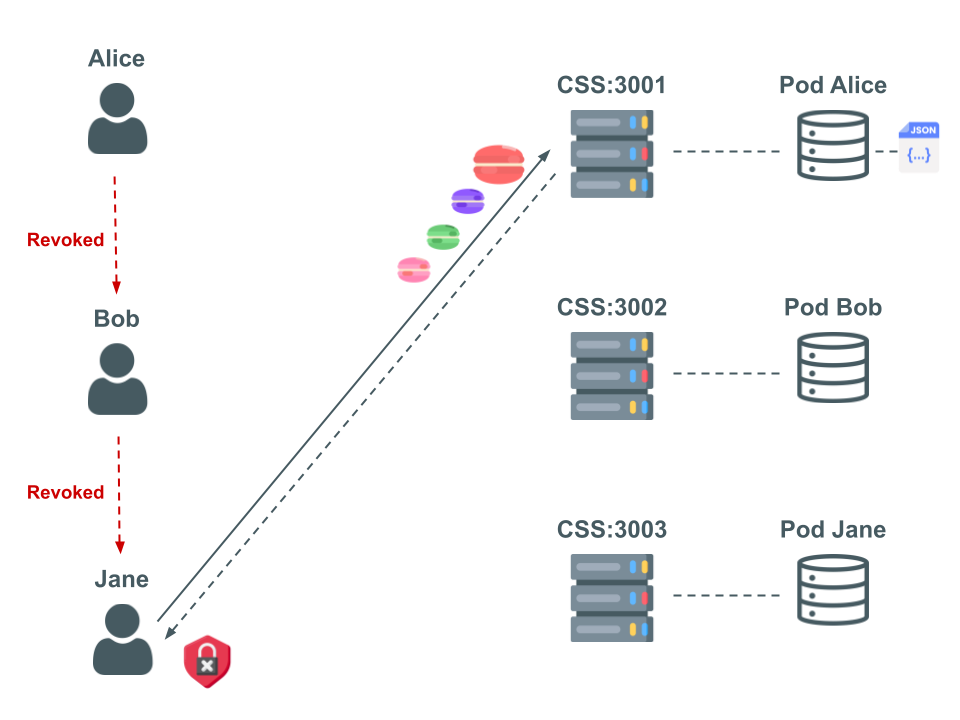 Alice
CSS:3001
Pod Alice
JSON
{...}
Revoked
Bob
CSS:3002
Pod Bob
Revoked
CSS:3003
Pod Jane
Jane